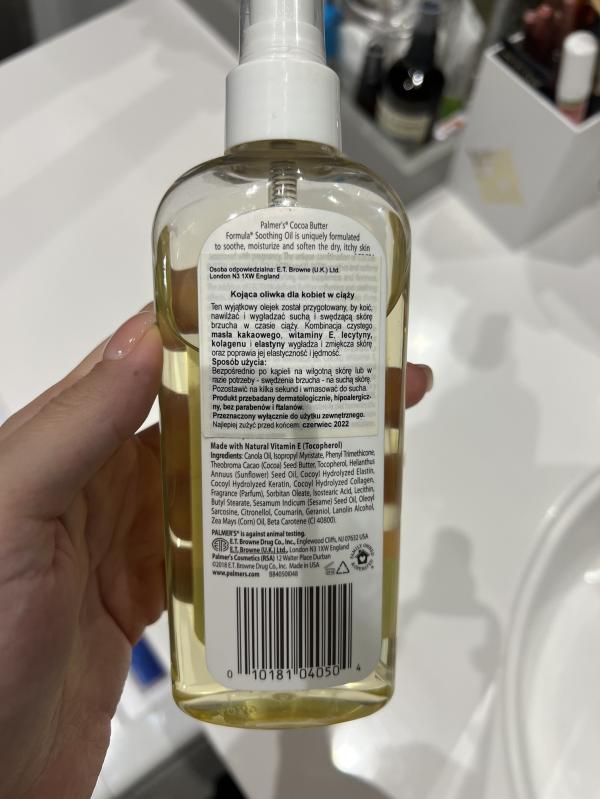 Palmer's® Cocoa Butter
Formula® Soothing Oil is uniquely formulated
to soothe, moisturize and soften the dry, itchy skin
Osoba odpowiedzialna: E.T. Browne (U.K.) Ltd.
London N3 1XW England
Kojąca oliwka dla kobiet w ciąży
Ten wyjątkowy olejek został przygotowany, by koić,
nawilżać i wygładzać suchą i swędzącą skórę
brzucha w czasie ciąży. Kombinacja czystego
masła kakaowego, witaminy E, lecytyny,
kolagenu i elastyny wygładza i zmiękcza skórę
oraz poprawia jej elastyczność i jędrność.
Sposób użycia:
Bezpośrednio po kąpieli na wilgotną skórę lub w
razie potrzeby - swędzenia brzucha - na suchą skórę.
Pozostawić na kilka sekund i wmasować do sucha.
Produkt przebadany dermatologicznie, hipoalergicz-
ny, bez parabenów i ftalanów.
Przeznaczony wyłącznie do użytku zewnętrznego.
Najlepiej zużyć przed końcem: czerwiec 2022
Made with Natural Vitamin E (Tocopherol)
Ingredients: Canola Oil, Isopropyl Myristate, Phenyl Trimethicone,
Theobroma Cacao (Cocoa) Seed Butter, Tocopherol, Helianthus
Annuus (Sunflower) Seed Oil, Cocoyl Hydrolyzed Elastin,
Cocoyl Hydrolyzed Keratin, Cocoyl Hydrolyzed Collagen,
Fragrance (Parfum), Sorbitan Oleate, Isostearic Acid, Lecithin,
Butyl Stearate, Sesamum Indicum (Sesame) Seed Oil, Oleoyl
Sarcosine, Citronellol, Coumarin, Geraniol, Lanolin Alcohol,
Zea Mays (Corn) Oil, Beta Carotene (CI 40800).
PALMER'S® is against animal testing.
ETB E.T. Browne Drug Co., Inc., Englewood Cliffs, NJ 07632 USA
E.T. Browne (U.K.) Ltd., London N3 1XW England
Palmer's Cosmetics (RSA) 12 Walter Place Durban
©2018 E.T. Browne Drug Co., Inc. Made in USA
www.palmers.com BB4050I04B
FAMILY OWNED
0 10181 04050 4